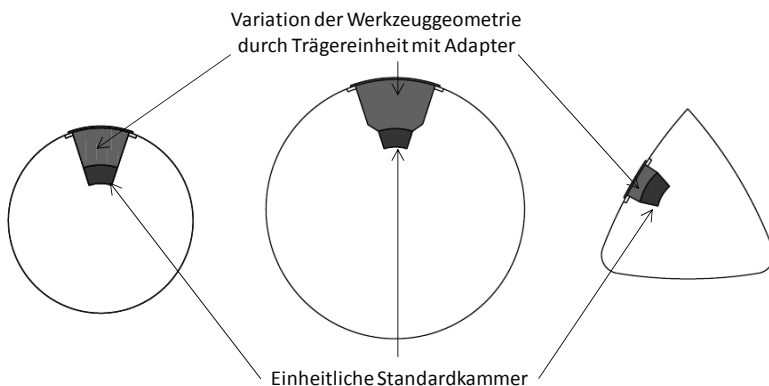 Variation der Werkzeuggeometrie
durch Trägereinheit mit Adapter
Einheitliche Standardkammer